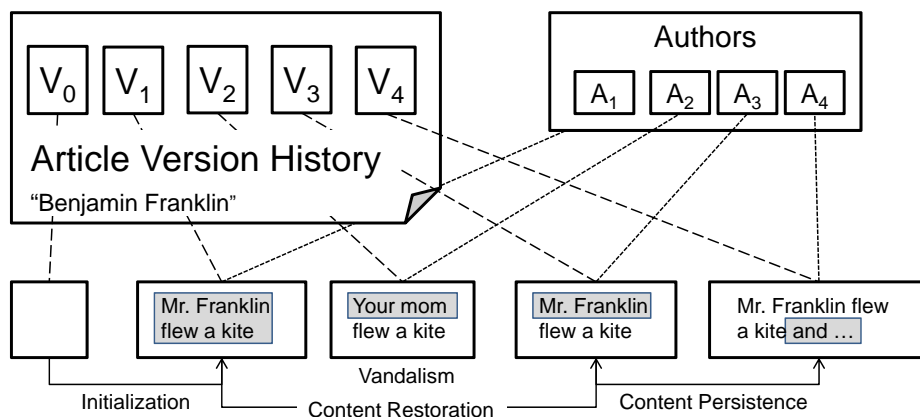 V0 V1 V2 V3 V4
Article Version History
“Benjamin Franklin”
Authors
A1 A2 A3 A4
Mr. Franklin
flew a kite
Your mom
flew a kite
Mr. Franklin
flew a kite
Mr. Franklin flew
a kite and …
Vandalism
Initialization
Content Restoration
Content Persistence